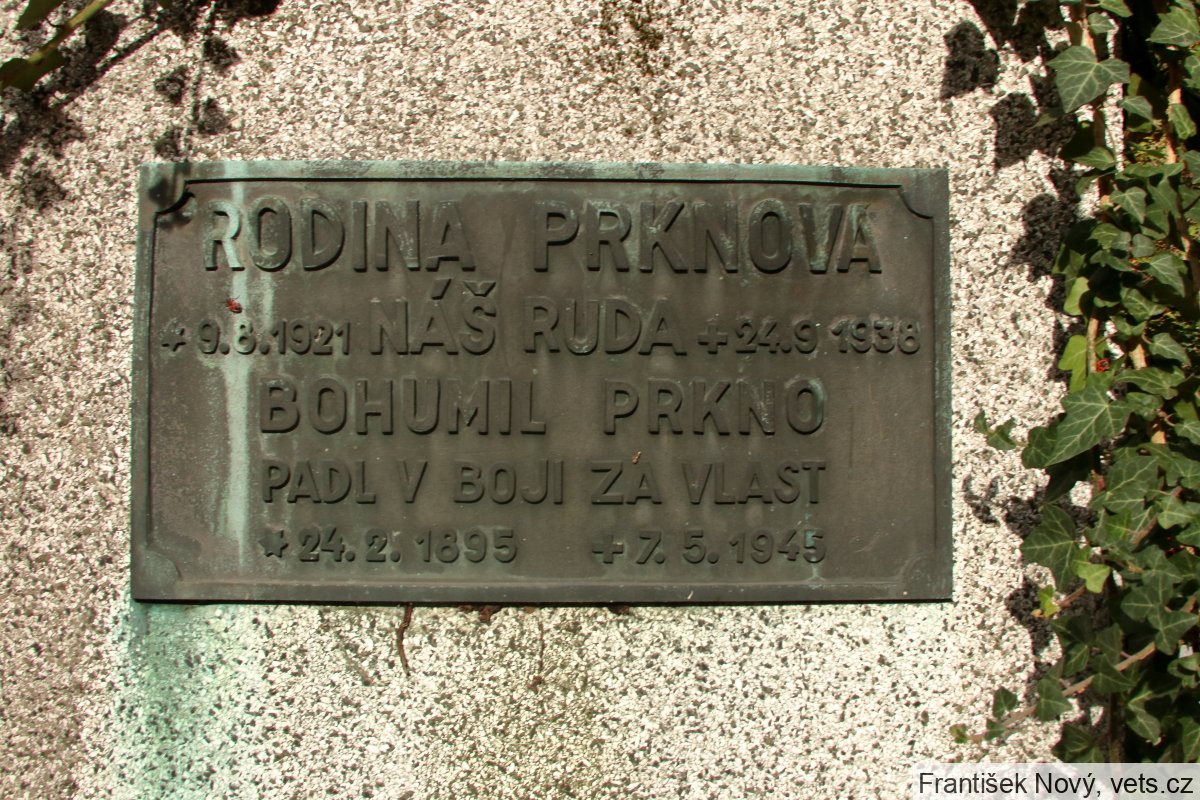 RODINA PRKNOVA
* 9.8.1921 NÁŠ RUDA + 24.9 1938
BOHUMIL PRKNO
PADL V BOJI ZA VLAST
* 24. 2. 1895 + 7. 5. 1945
František Nový, vets.cz